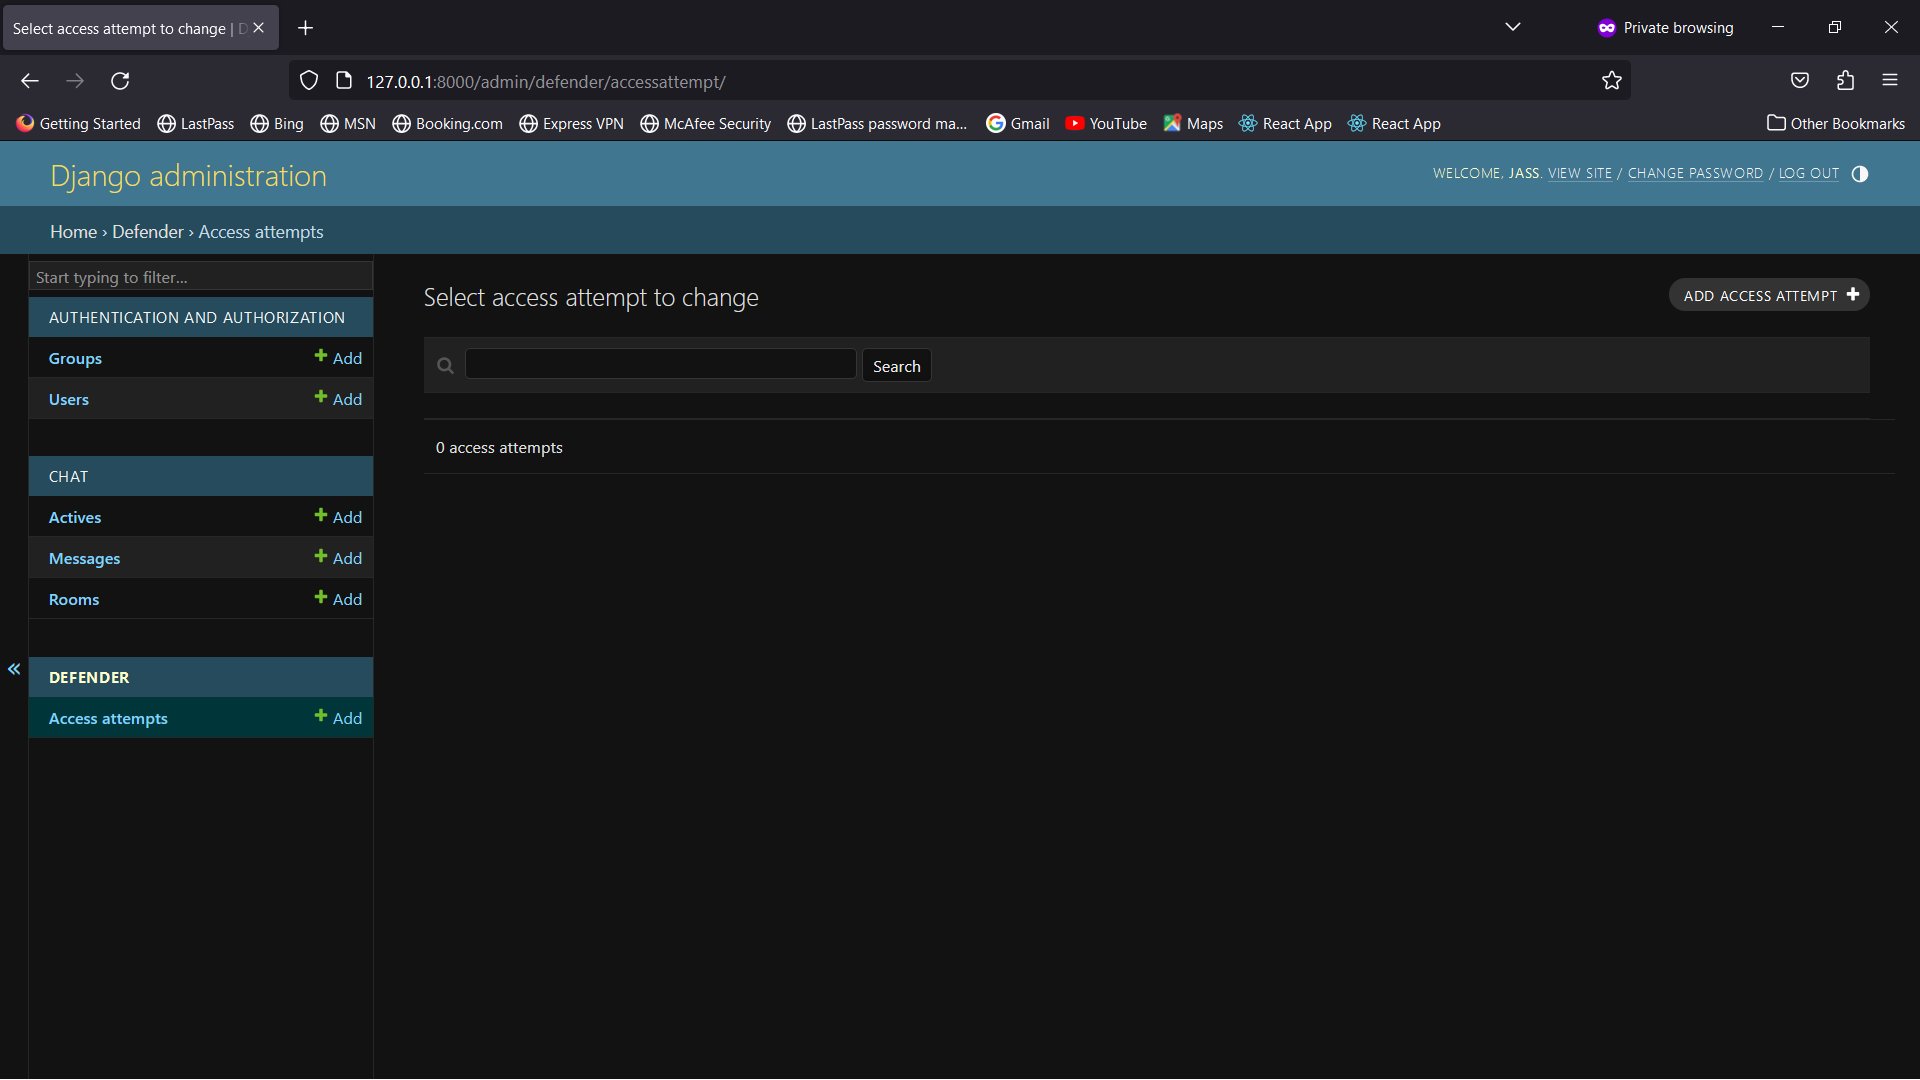 Select access attempt to change | D
Private browsing
127.0.0.1:8000/admin/defender/accessattempt/
Getting Started LastPass Bing MSN Booking.com Express VPN McAfee Security LastPass password ma... Gmail YouTube Maps React App React App Other Bookmarks
Django administration
WELCOME, JASS. VIEW SITE / CHANGE PASSWORD / LOG OUT
Home › Defender › Access attempts
Start typing to filter...
AUTHENTICATION AND AUTHORIZATION
Groups Add
Users Add
CHAT
Actives Add
Messages Add
Rooms Add
«
DEFENDER
Access attempts Add
Select access attempt to change
ADD ACCESS ATTEMPT
Search
0 access attempts